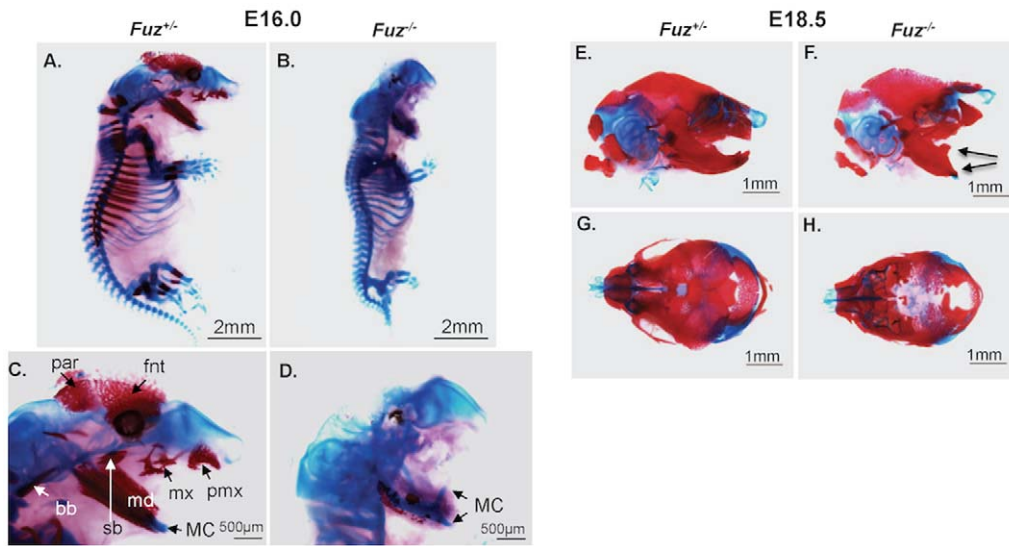 E16.0
E18.5
Fuz+/-
Fuz-/-
Fuz+/-
Fuz-/-
A.
B.
E.
F.
1mm
1mm
G.
H.
2mm
2mm
1mm
1mm
C.
par
fnt
D.
bb
sb
md
mx
pmx
MC
500µm
MC
500µm